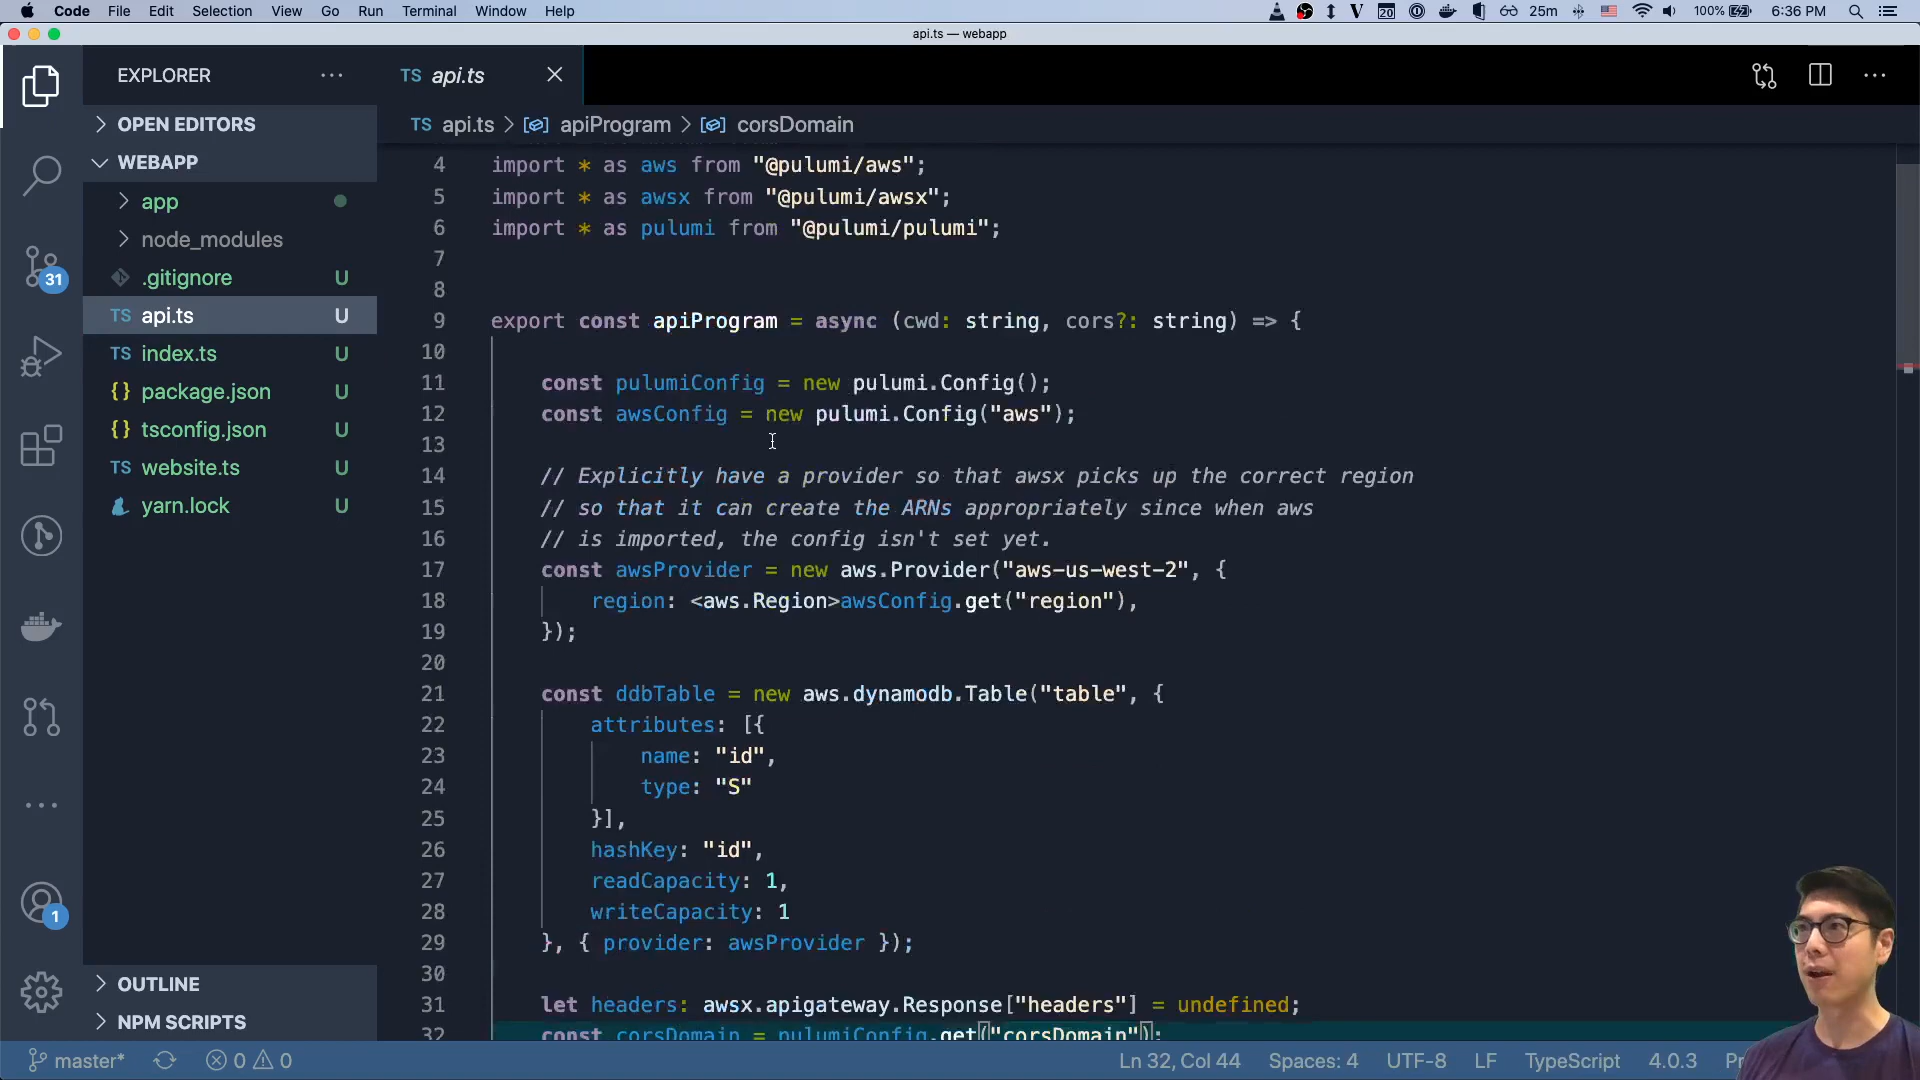 Code File Edit Selection View Go Run Terminal Window Help
20 25m 100% 6:36 PM
api.ts — webapp
EXPLORER
TS api.ts
OPEN EDITORS
TS api.ts > apiProgram > corsDomain
WEBAPP
app
node_modules
.gitignore U
TS api.ts U
TS index.ts U
{} package.json U
{} tsconfig.json U
TS website.ts U
yarn.lock U
31
1
OUTLINE
NPM SCRIPTS
4 import * as aws from "@pulumi/aws";
5 import * as awsx from "@pulumi/awsx";
6 import * as pulumi from "@pulumi/pulumi";
7
8
9 export const apiProgram = async (cwd: string, cors?: string) => {
10
11 const pulumiConfig = new pulumi.Config();
12 const awsConfig = new pulumi.Config("aws");
13
14 // Explicitly have a provider so that awsx picks up the correct region
15 // so that it can create the ARNs appropriately since when aws
16 // is imported, the config isn't set yet.
17 const awsProvider = new aws.Provider("aws-us-west-2", {
18 region: <aws.Region>awsConfig.get("region"),
19 });
20
21 const ddbTable = new aws.dynamodb.Table("table", {
22 attributes: [{
23 name: "id",
24 type: "S"
25 }],
26 hashKey: "id",
27 readCapacity: 1,
28 writeCapacity: 1
29 }, { provider: awsProvider });
30
31 let headers: awsx.apigateway.Response["headers"] = undefined;
32 const corsDomain = pulumiConfig.get("corsDomain");
master* 0 0 Ln 32, Col 44 Spaces: 4 UTF-8 LF TypeScript 4.0.3